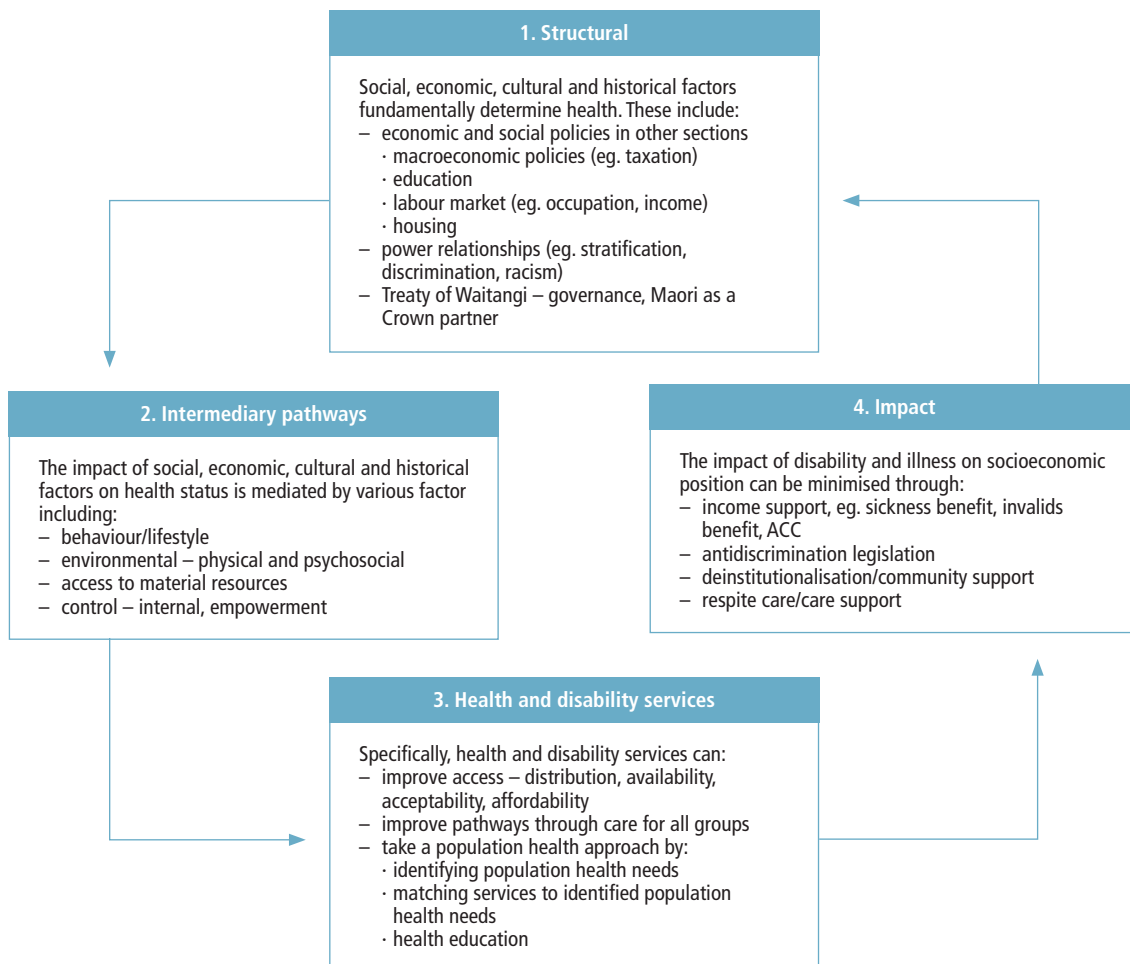 1. Structural
Social, economic, cultural and historical factors
fundamentally determine health. These include:
– economic and social policies in other sections
· macroeconomic policies (eg. taxation)
· education
· labour market (eg. occupation, income)
· housing
– power relationships (eg. stratification,
discrimination, racism)
– Treaty of Waitangi – governance, Maori as a
Crown partner
2. Intermediary pathways
The impact of social, economic, cultural and historical
factors on health status is mediated by various factor
including:
– behaviour/lifestyle
– environmental – physical and psychosocial
– access to material resources
– control – internal, empowerment
3. Health and disability services
Specifically, health and disability services can:
– improve access – distribution, availability,
acceptability, affordability
– improve pathways through care for all groups
– take a population health approach by:
· identifying population health needs
· matching services to identified population
health needs
· health education
4. Impact
The impact of disability and illness on socioeconomic
position can be minimised through:
– income support, eg. sickness benefit, invalids
benefit, ACC
– antidiscrimination legislation
– deinstitutionalisation/community support
– respite care/care support